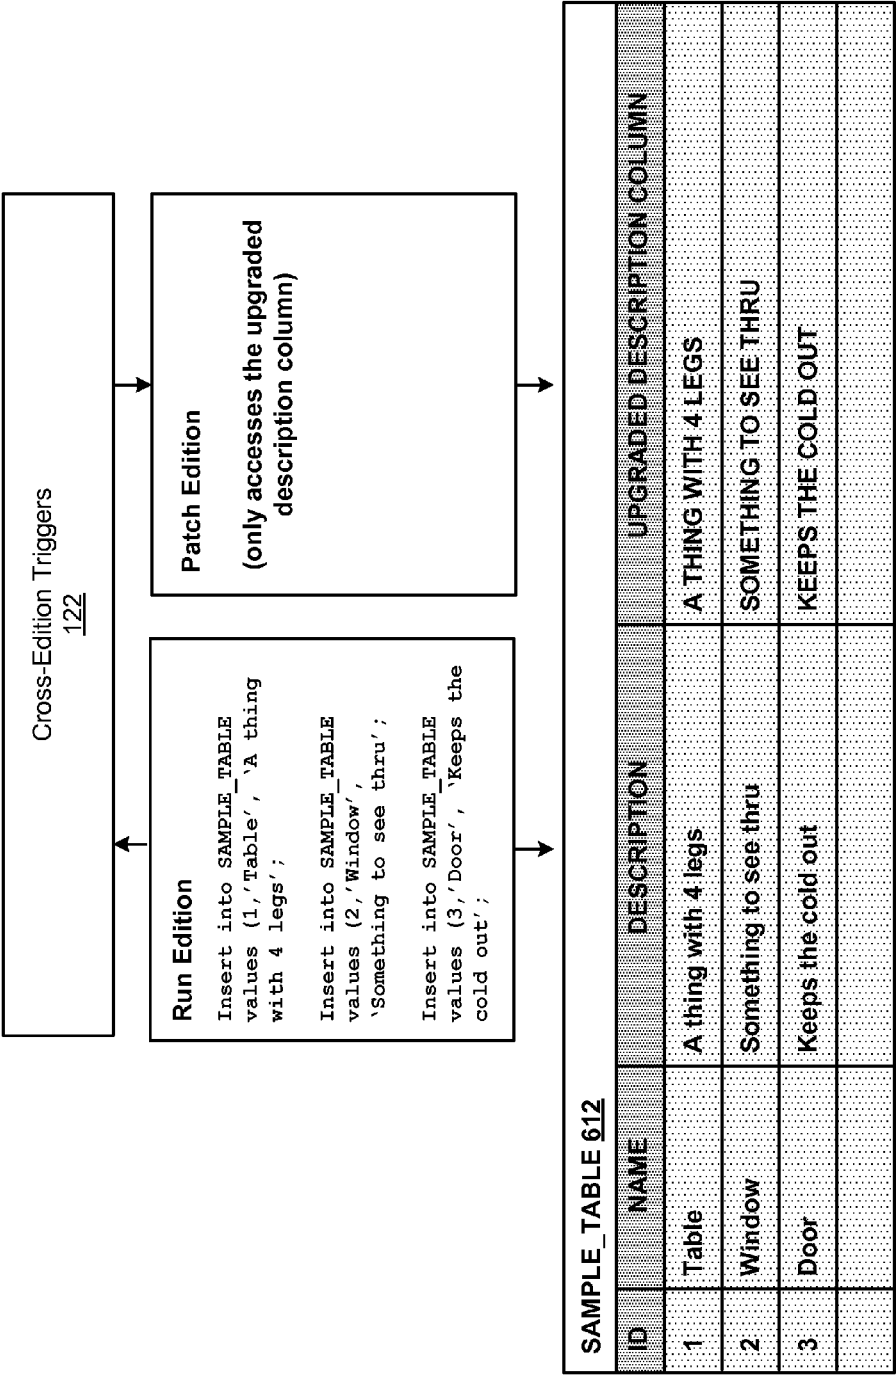 Cross-Edition Triggers
122
Run Edition
Insert into SAMPLE_TABLE
values (1,'Table', 'A thing
with 4 legs';
Insert into SAMPLE_TABLE
values (2,'Window',
'Something to see thru';
Insert into SAMPLE_TABLE
values (3,'Door', 'Keeps the
cold out';
Patch Edition
(only accesses the upgraded
description column)
SAMPLE_TABLE 612
ID NAME DESCRIPTION UPGRADED DESCRIPTION COLUMN
1 Table A thing with 4 legs A THING WITH 4 LEGS
2 Window Something to see thru SOMETHING TO SEE THRU
3 Door Keeps the cold out KEEPS THE COLD OUT